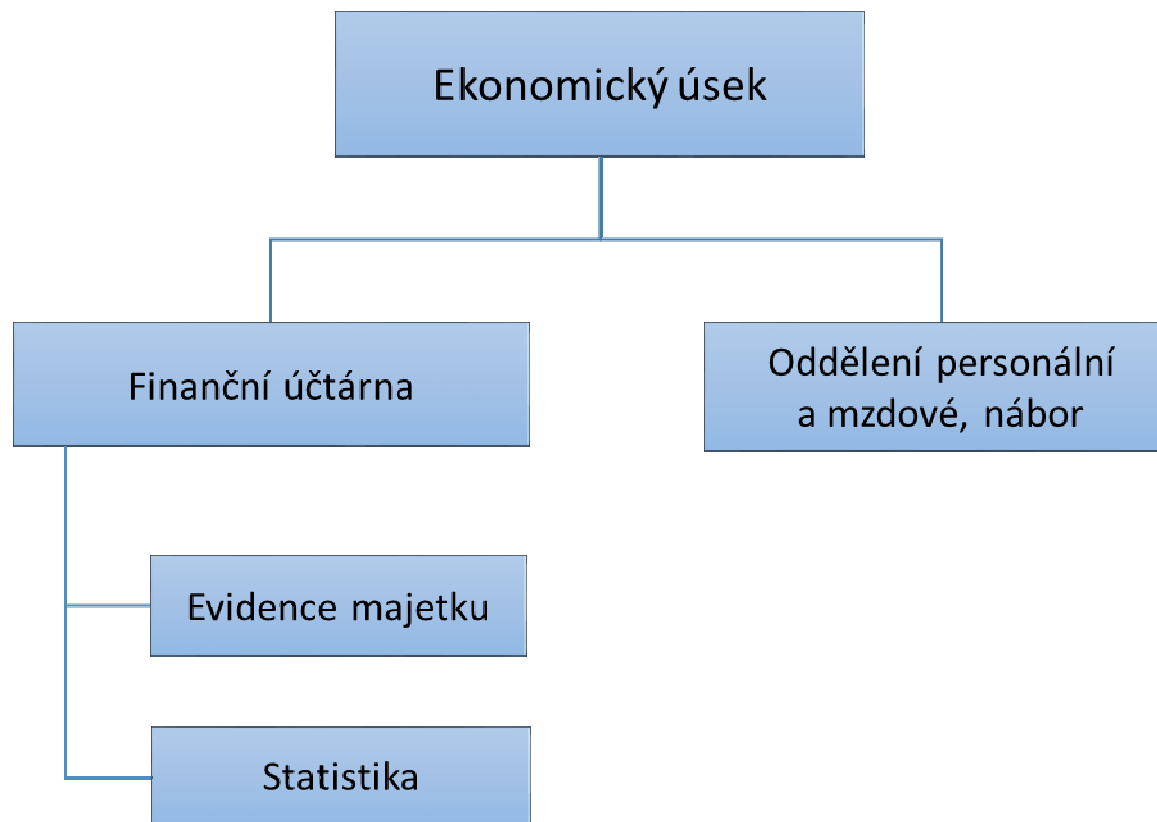 Ekonomický úsek
Finanční účtárna
Oddělení personální
a mzdové, nábor
Evidence majetku
Statistika